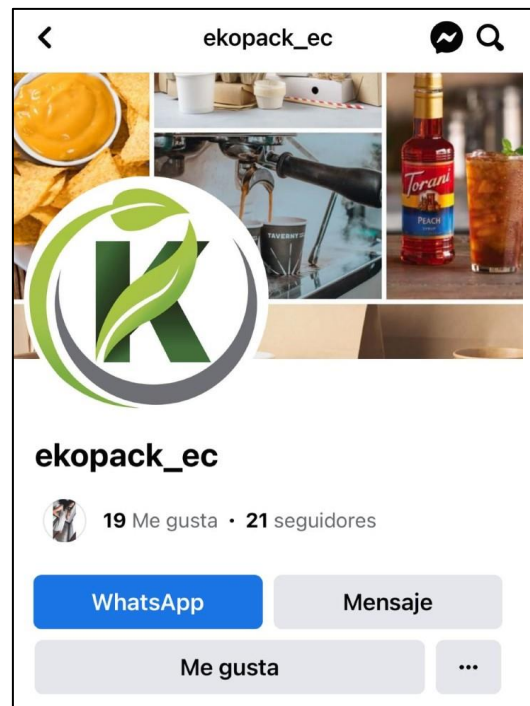 ekopack_ec
Torani
PEACH
TAVERNY
K
ekopack_ec
19 Me gusta • 21 seguidores
WhatsApp
Mensaje
Me gusta